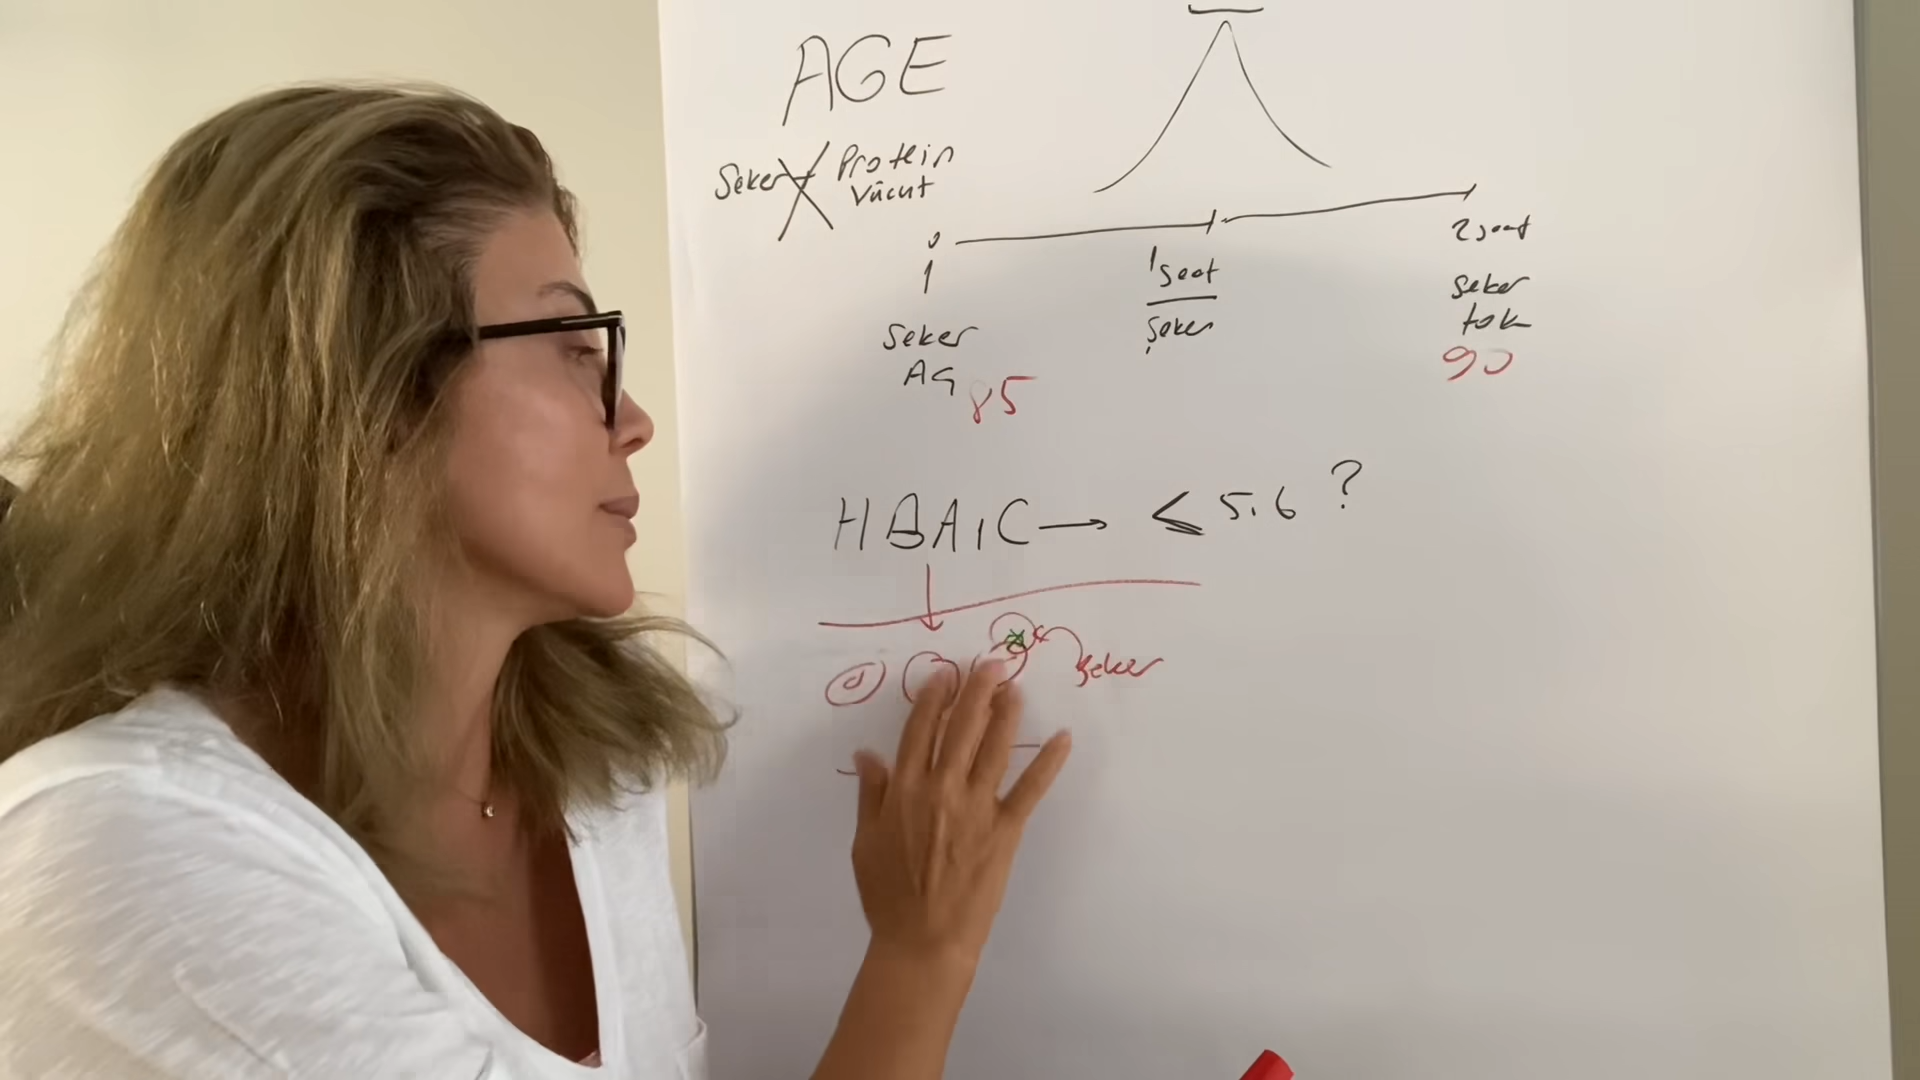 AGE
Şeker + Protein
Vücut
0
1 saat
2 saat
Şeker
AÇ 85
Şeker
Şeker
tok
90
HBA1C → ≤ 5.6 ?
Şeker